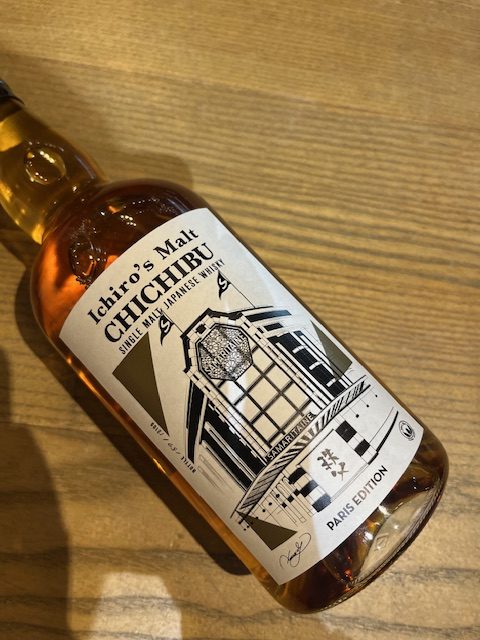 Ichiro's Malt
CHICHIBU
SINGLE MALT JAPANESE WHISKY
SAMARITAINE
秩父
PARIS EDITION